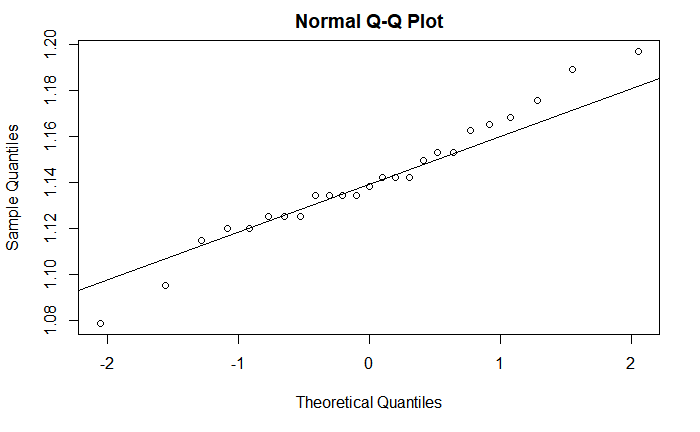 Normal Q-Q Plot
Sample Quantiles
1.20
1.18
1.16
1.14
1.12
1.10
1.08
-2 -1 0 1 2
Theoretical Quantiles